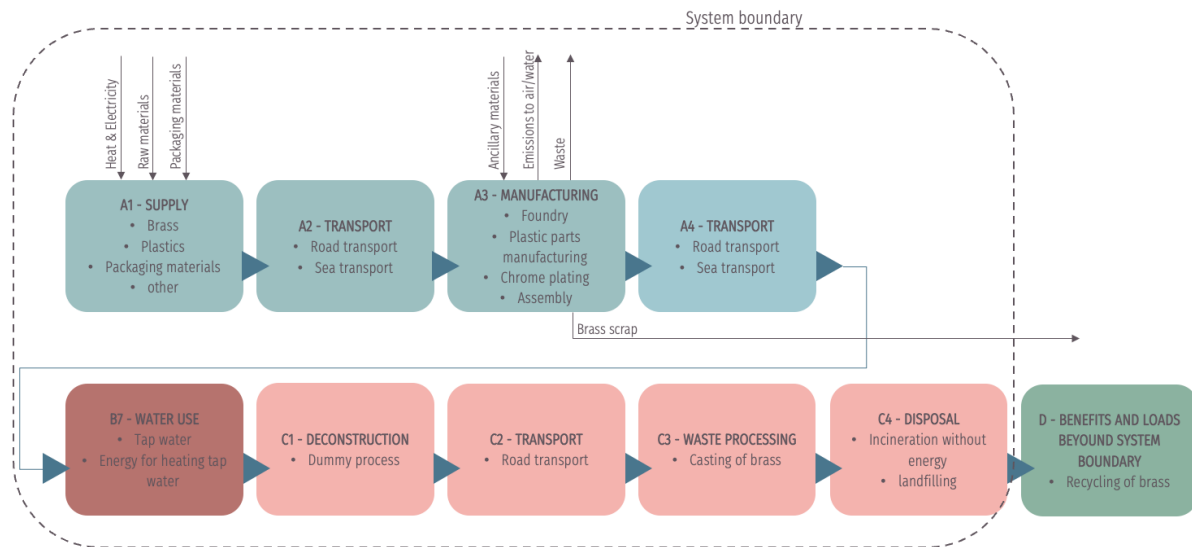 System boundary
Heat & Electricity
Raw materials
Packaging materials
Ancillary materials
Emissions to air/water
Waste
A1 - SUPPLY
• Brass
• Plastics
• Packaging materials
• other
A2 - TRANSPORT
• Road transport
• Sea transport
A3 - MANUFACTURING
• Foundry
• Plastic parts
manufacturing
• Chrome plating
• Assembly
A4 - TRANSPORT
• Road transport
• Sea transport
Brass scrap
B7 - WATER USE
• Tap water
• Energy for heating tap
water
C1 - DECONSTRUCTION
• Dummy process
C2 - TRANSPORT
• Road transport
C3 - WASTE PROCESSING
• Casting of brass
C4 - DISPOSAL
• Incineration without
energy
• landfilling
D - BENEFITS AND LOADS
BEYOUND SYSTEM
BOUNDARY
• Recycling of brass